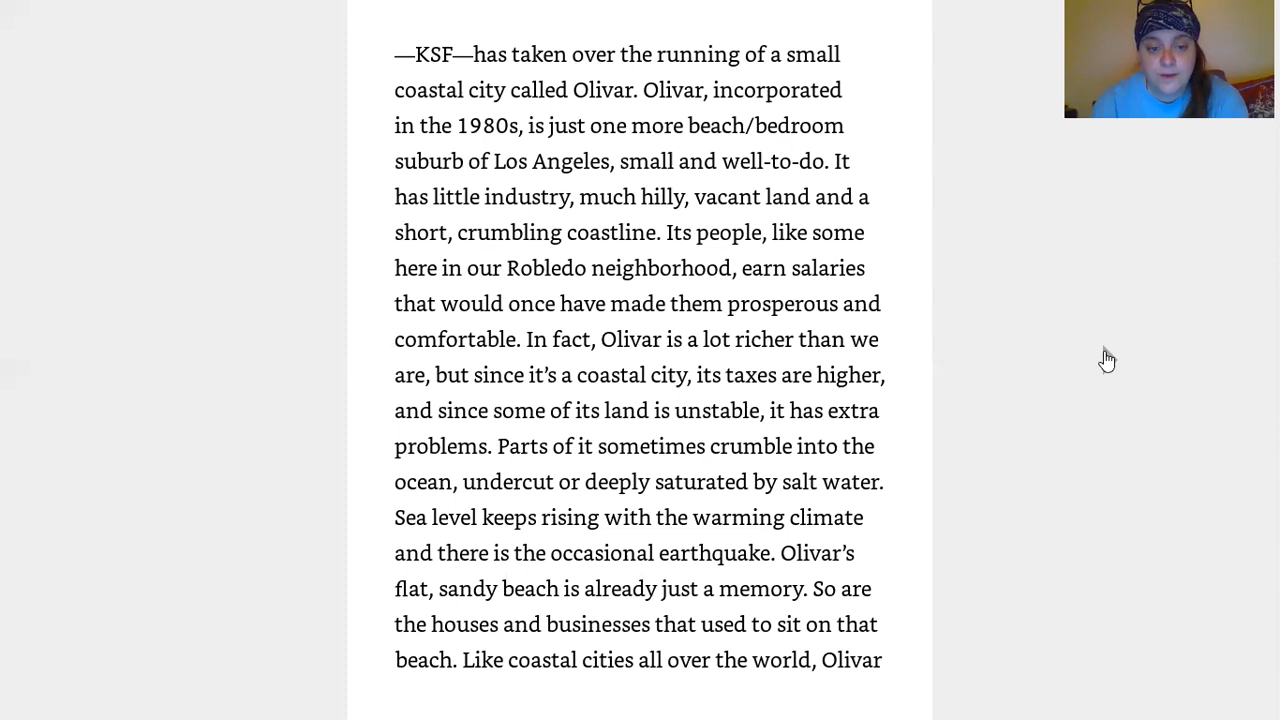 —KSF—has taken over the running of a small
coastal city called Olivar. Olivar, incorporated
in the 1980s, is just one more beach/bedroom
suburb of Los Angeles, small and well-to-do. It
has little industry, much hilly, vacant land and a
short, crumbling coastline. Its people, like some
here in our Robledo neighborhood, earn salaries
that would once have made them prosperous and
comfortable. In fact, Olivar is a lot richer than we
are, but since it’s a coastal city, its taxes are higher,
and since some of its land is unstable, it has extra
problems. Parts of it sometimes crumble into the
ocean, undercut or deeply saturated by salt water.
Sea level keeps rising with the warming climate
and there is the occasional earthquake. Olivar’s
flat, sandy beach is already just a memory. So are
the houses and businesses that used to sit on that
beach. Like coastal cities all over the world, Olivar